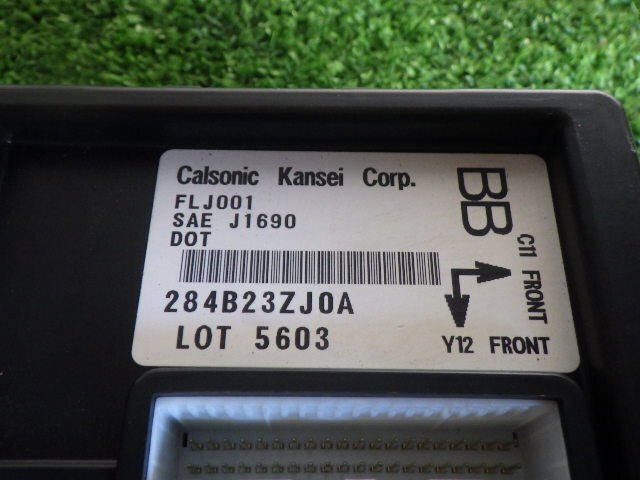 Calsonic Kansei Corp.
FLJ001
SAE J1690
DOT
284B23ZJ0A
LOT 5603
BB
C11 FRONT
Y12 FRONT